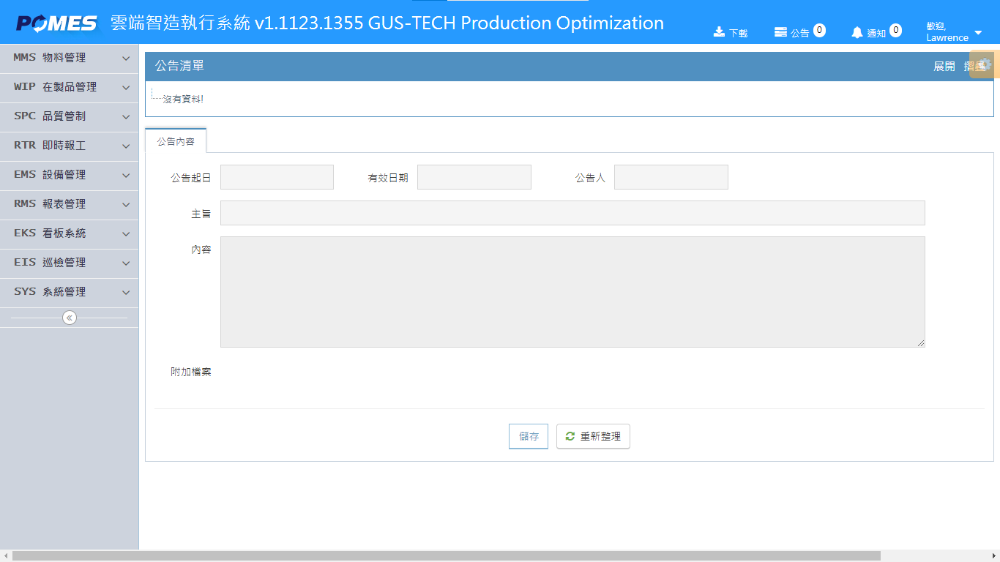 POMES 雲端智造執行系統 v1.1123.1355 GUS-TECH Production Optimization
下載
公告 0
通知 0
歡迎,
Lawrence
MMS 物料管理
WIP 在製品管理
SPC 品質管制
RTR 即時報工
EMS 設備管理
RMS 報表管理
EKS 看板系統
EIS 巡檢管理
SYS 系統管理
公告清單
展開 摺疊
沒有資料!
公告內容
公告起日
有效日期
公告人
主旨
內容
附加檔案
儲存
重新整理